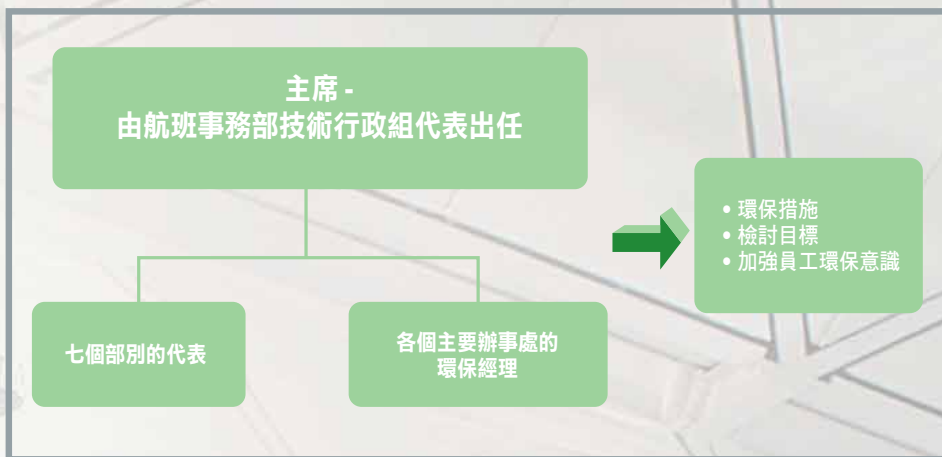 主席 -
由航班事務部技術行政組代表出任
• 環保措施
• 檢討目標
• 加強員工環保意識
七個部別的代表
各個主要辦事處的
環保經理